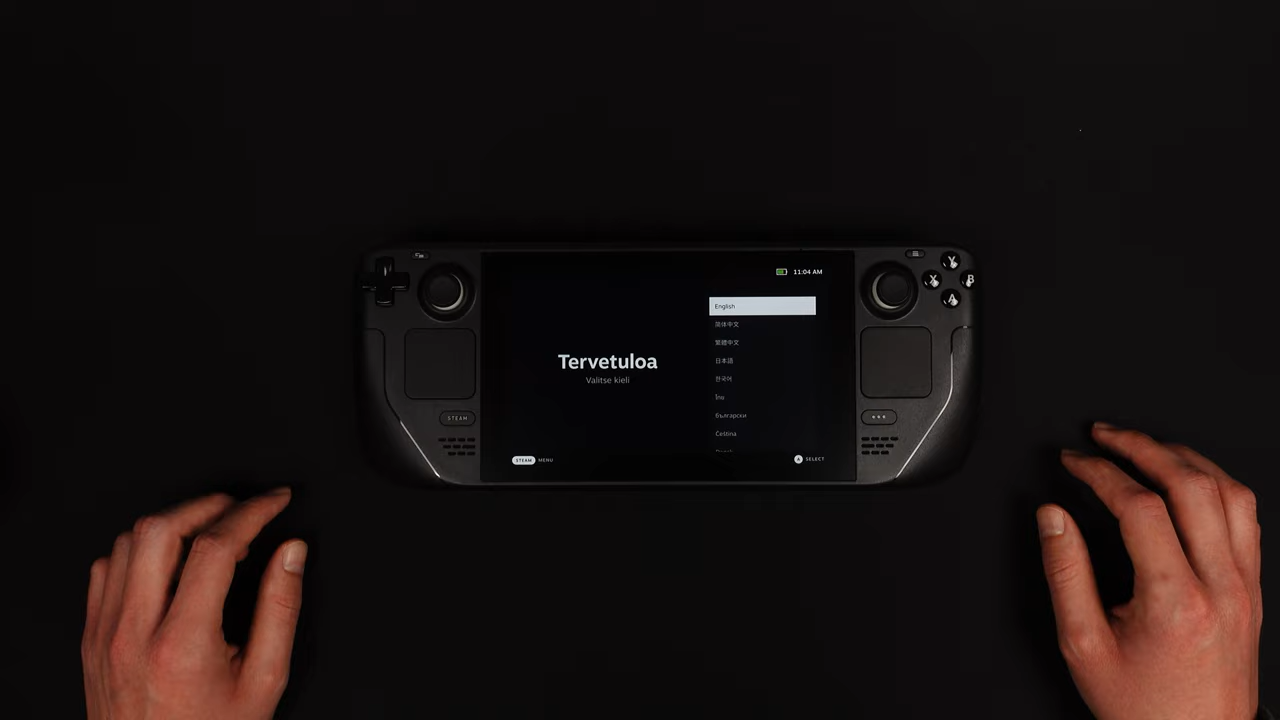 11:04 AM
Y
X
B
A
English
简体中文
繁體中文
日本語
한국어
ไทย
Български
Čeština
Tervetuloa
Valitse kieli
STEAM
STEAM MENU
A SELECT